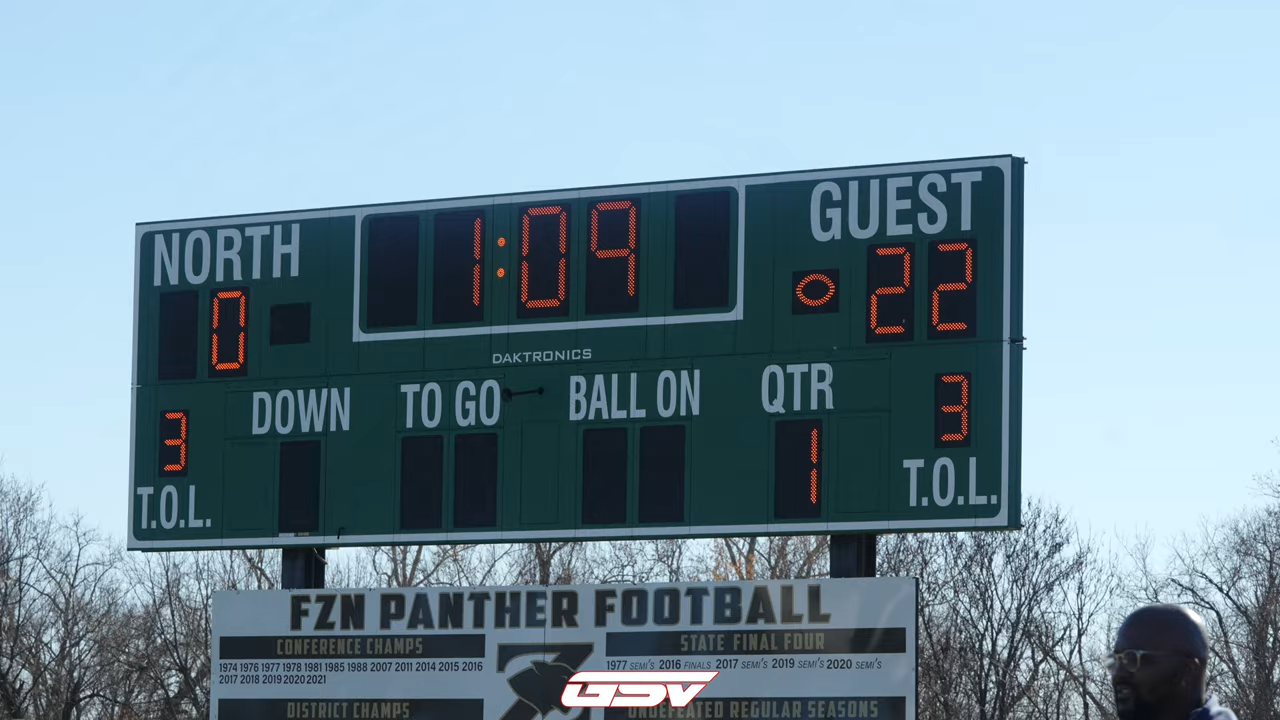 NORTH
1:09
GUEST
0
22
DAKTRONICS
DOWN
TO GO
BALL ON
QTR
3
1
3
T.O.L.
T.O.L.
FZN PANTHER FOOTBALL
CONFERENCE CHAMPS
STATE FINAL FOUR
1974 1976 1977 1978 1981 1985 1988 2007 2011 2014 2015 2016
2017 2018 2019 2020 2021
1977 SEMI'S 2016 FINALS 2017 SEMI'S 2019 SEMI'S 2020 SEMI'S
DISTRICT CHAMPS
UNDEFEATED REGULAR SEASONS
GSV